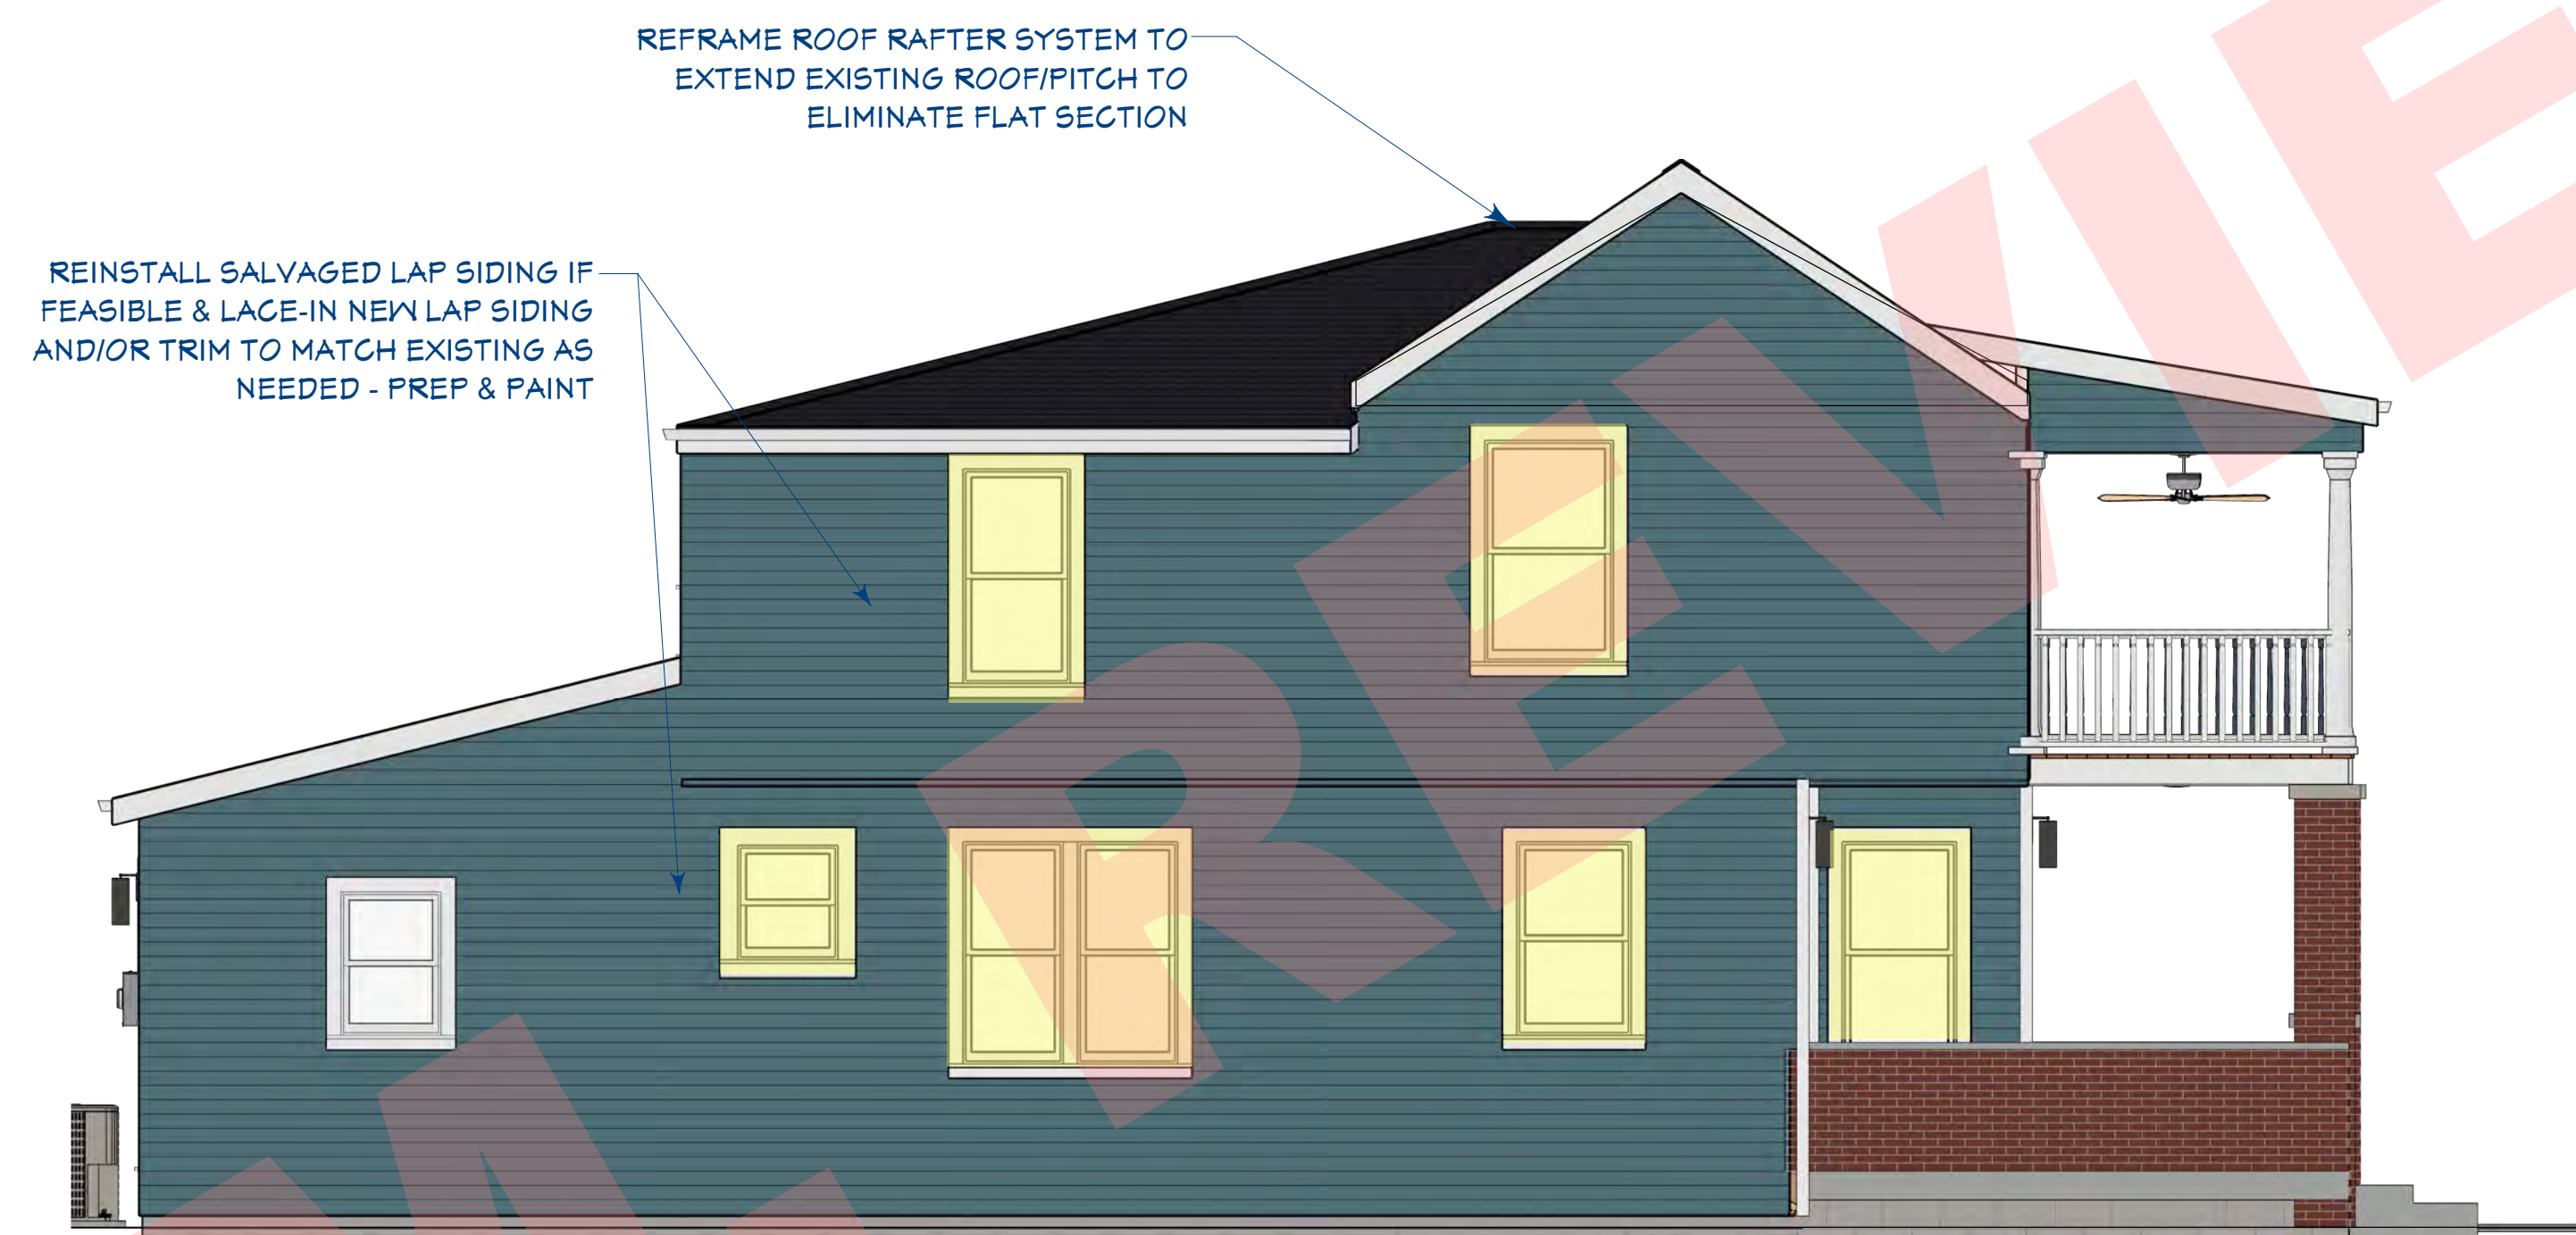 REFRAME ROOF RAFTER SYSTEM TO
EXTEND EXISTING ROOF/PITCH TO
ELIMINATE FLAT SECTION
REINSTALL SALVAGED LAP SIDING IF
FEASIBLE & LACE-IN NEW LAP SIDING
AND/OR TRIM TO MATCH EXISTING AS
NEEDED - PREP & PAINT
REVIE